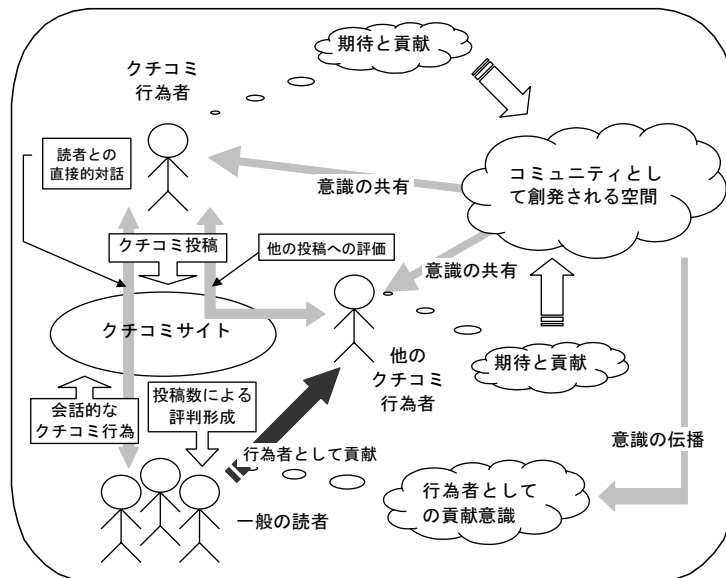 期待と貢献
クチコミ
行為者
読者との
直接的対話
コミュニティとし
て創発される空間
意識の共有
クチコミ投稿
他の投稿への評価
意識の共有
クチコミサイト
他の
クチコミ
行為者
期待と貢献
会話的な
クチコミ行為
投稿数による
評判形成
行為者として貢献
意識の伝播
一般の読者
行為者として
の貢献意識